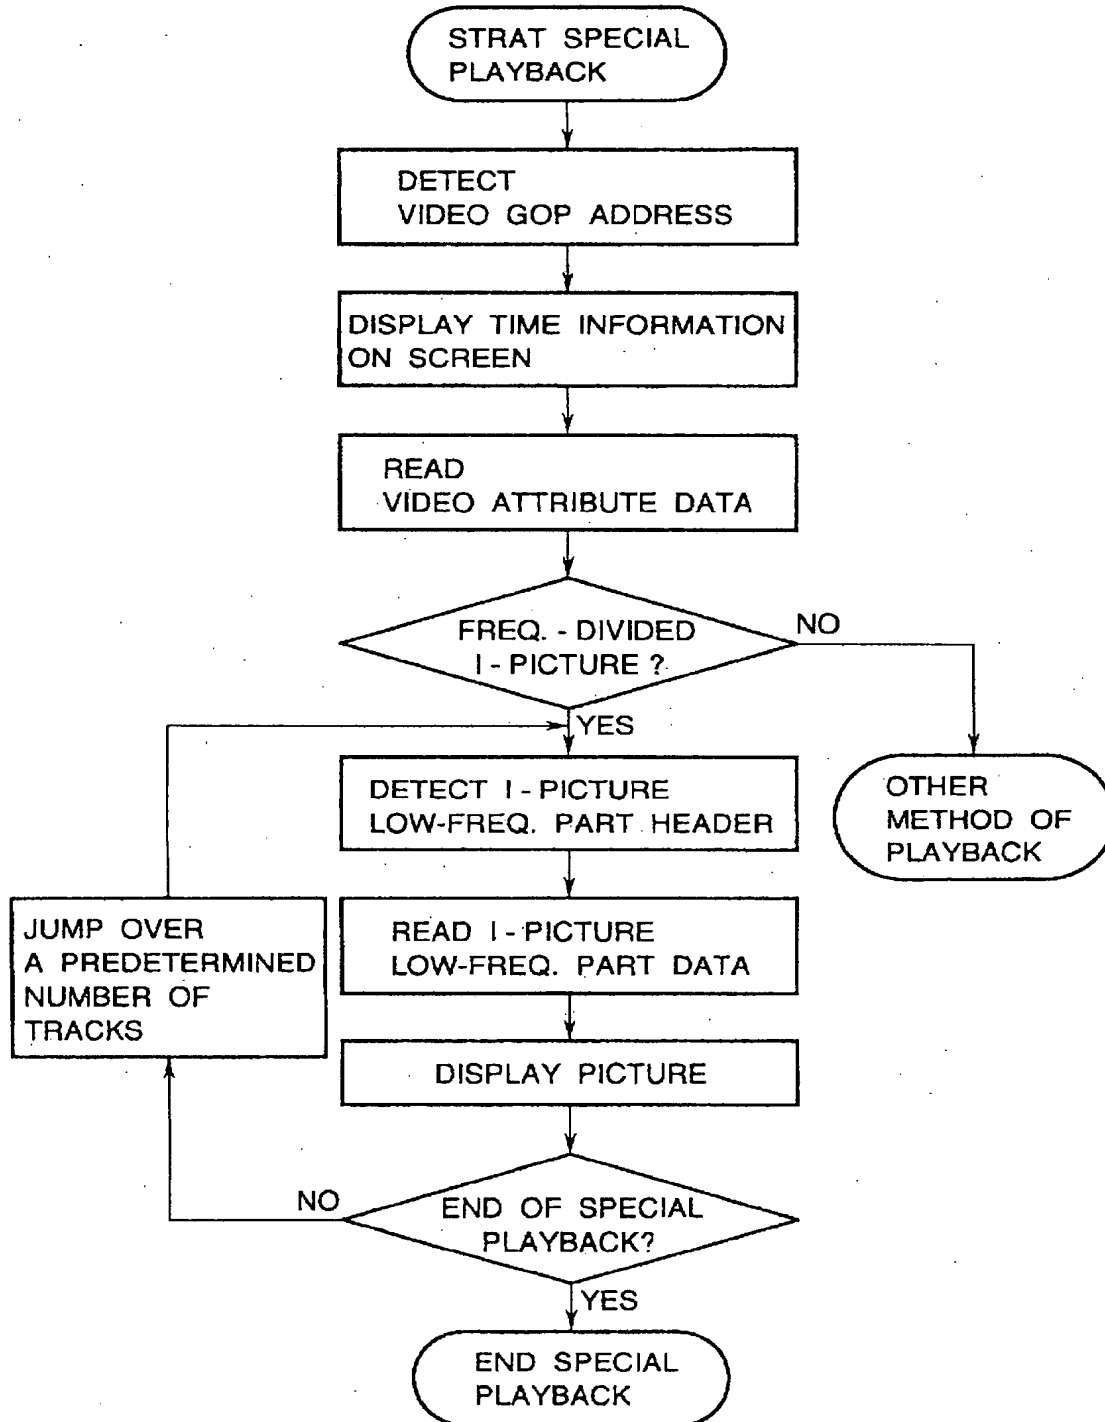 STRAT SPECIAL
PLAYBACK
DETECT
VIDEO GOP ADDRESS
DISPLAY TIME INFORMATION
ON SCREEN
READ
VIDEO ATTRIBUTE DATA
FREQ. - DIVIDED
I - PICTURE ?
NO
YES
DETECT I - PICTURE
LOW-FREQ. PART HEADER
OTHER
METHOD OF
PLAYBACK
JUMP OVER
A PREDETERMINED
NUMBER OF
TRACKS
READ I - PICTURE
LOW-FREQ. PART DATA
DISPLAY PICTURE
NO
END OF SPECIAL
PLAYBACK?
YES
END SPECIAL
PLAYBACK